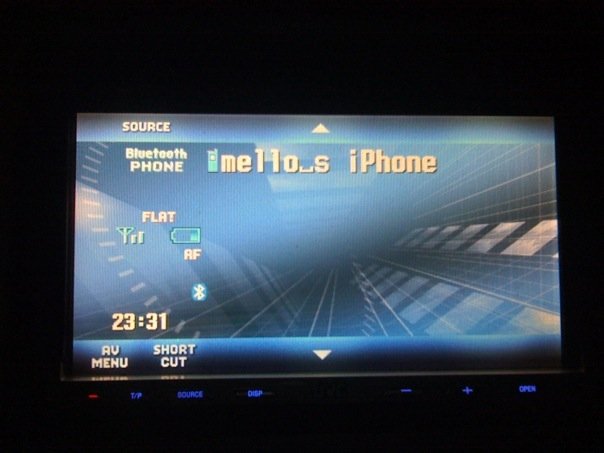 SOURCE
Bluetooth
PHONE
mello_s iPhone
FLAT
AF
23:31
AV
MENU
SHORT
CUT
T/P
SOURCE
DISP
OPEN